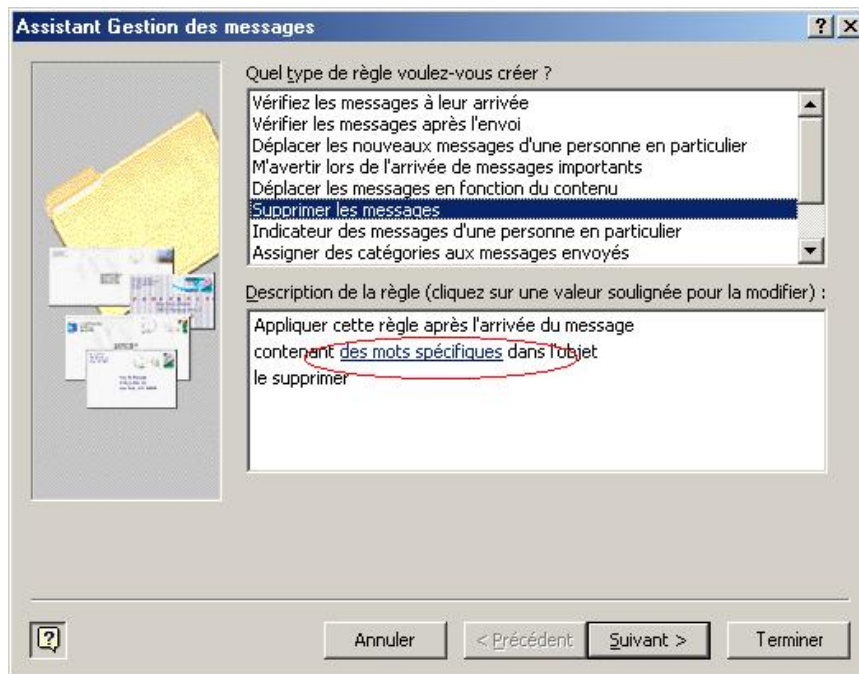 Assistant Gestion des messages
Quel type de règle voulez-vous créer ?
Vérifiez les messages à leur arrivée
Vérifier les messages après l'envoi
Déplacer les nouveaux messages d'une personne en particulier
M'avertir lors de l'arrivée de messages importants
Déplacer les messages en fonction du contenu
Supprimer les messages
Indicateur des messages d'une personne en particulier
Assigner des catégories aux messages envoyés
Description de la règle (cliquez sur une valeur soulignée pour la modifier) :
Appliquer cette règle après l'arrivée du message
contenant des mots spécifiques dans l'objet
le supprimer
Annuler
< Précédent
Suivant >
Terminer